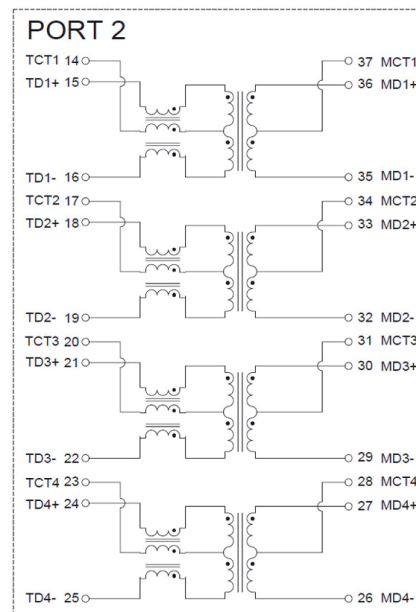 PORT 2
TCT1 14 37 MCT1
TD1+ 15 36 MD1+
TD1- 16 35 MD1-
TCT2 17 34 MCT2
TD2+ 18 33 MD2+
TD2- 19 32 MD2-
TCT3 20 31 MCT3
TD3+ 21 30 MD3+
TD3- 22 29 MD3-
TCT4 23 28 MCT4
TD4+ 24 27 MD4+
TD4- 25 26 MD4-